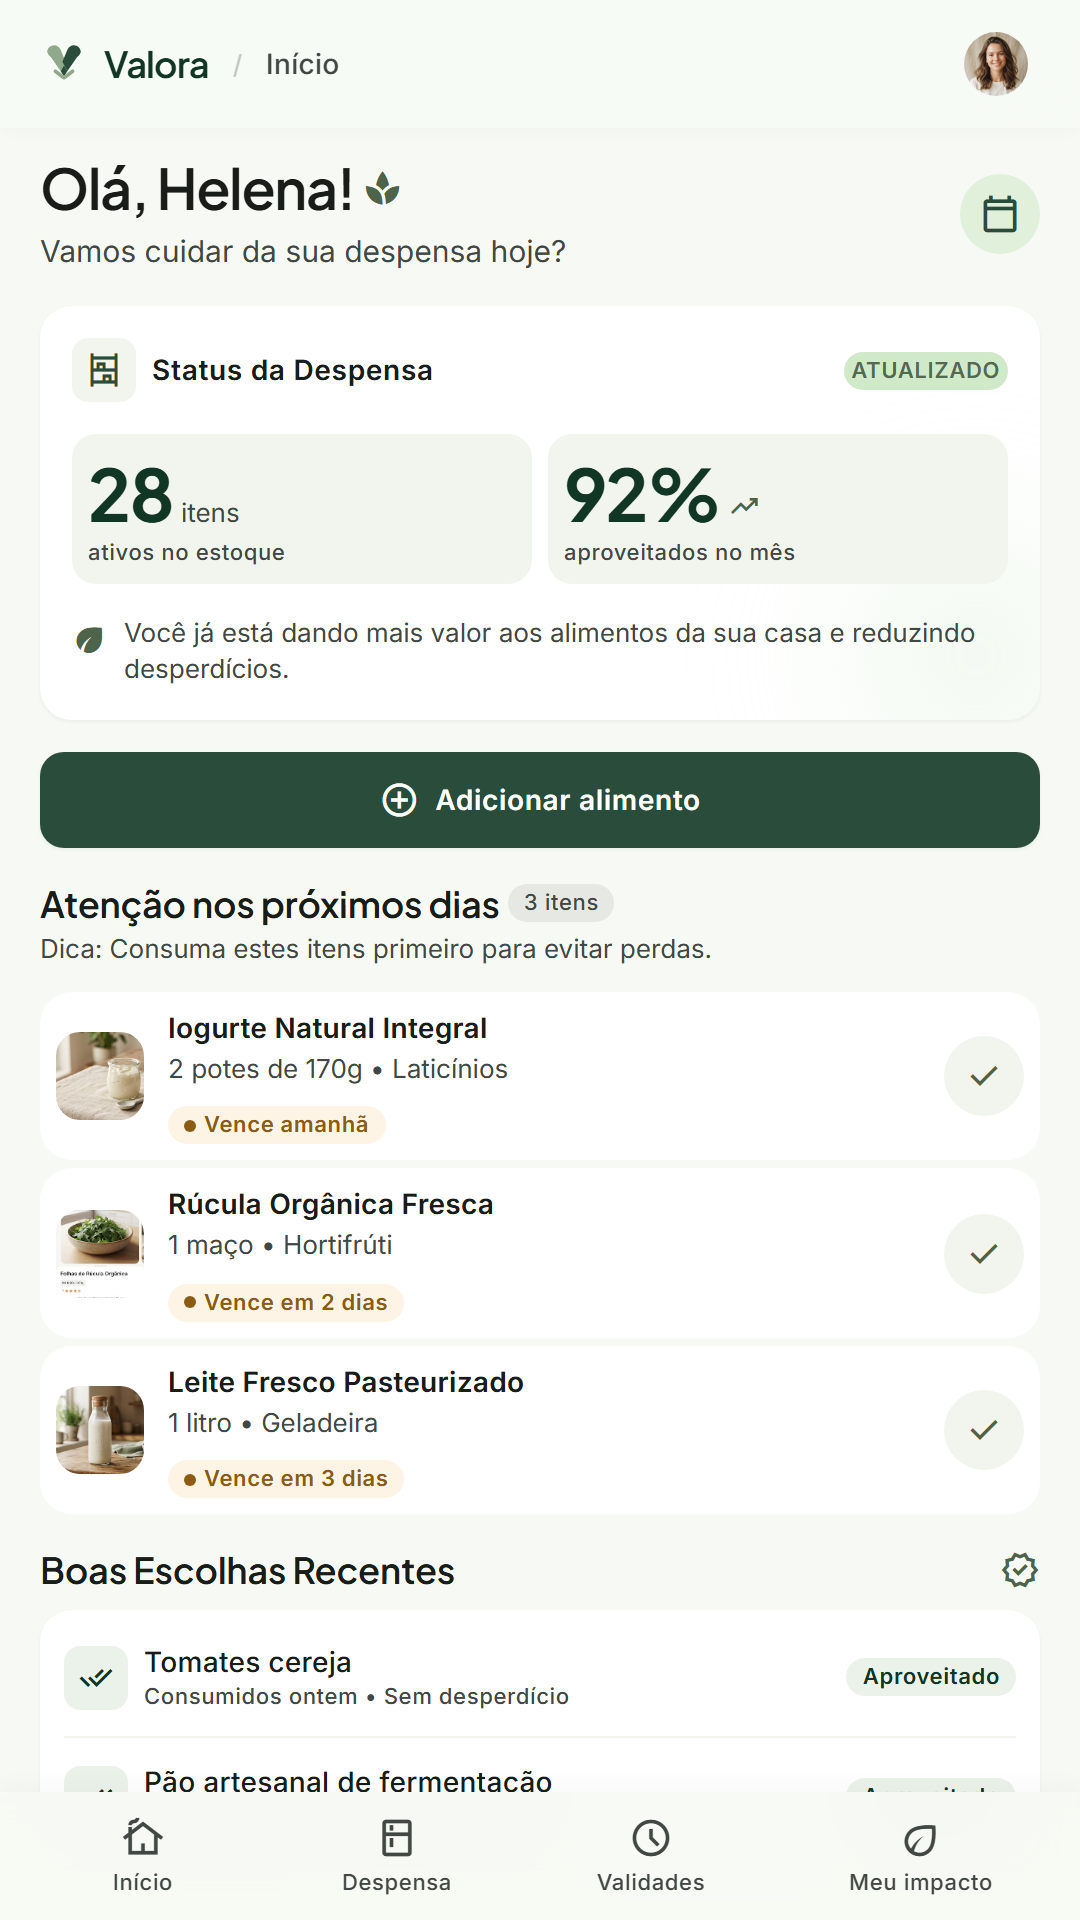 Valora / Início
Olá, Helena!
Vamos cuidar da sua despensa hoje?
Status da Despensa
ATUALIZADO
28 itens
ativos no estoque
92%
aproveitados no mês
Você já está dando mais valor aos alimentos da sua casa e reduzindo
desperdícios.
Adicionar alimento
Atenção nos próximos dias
3 itens
Dica: Consuma estes itens primeiro para evitar perdas.
Iogurte Natural Integral
2 potes de 170g • Laticínios
Vence amanhã
Rúcula Orgânica Fresca
1 maço • Hortifrúti
Vence em 2 dias
Folhas de Rúcula Orgânica
Leite Fresco Pasteurizado
1 litro • Geladeira
Vence em 3 dias
Boas Escolhas Recentes
Tomates cereja
Consumidos ontem • Sem desperdício
Aproveitado
Pão artesanal de fermentação
Início
Despensa
Validades
Meu impacto